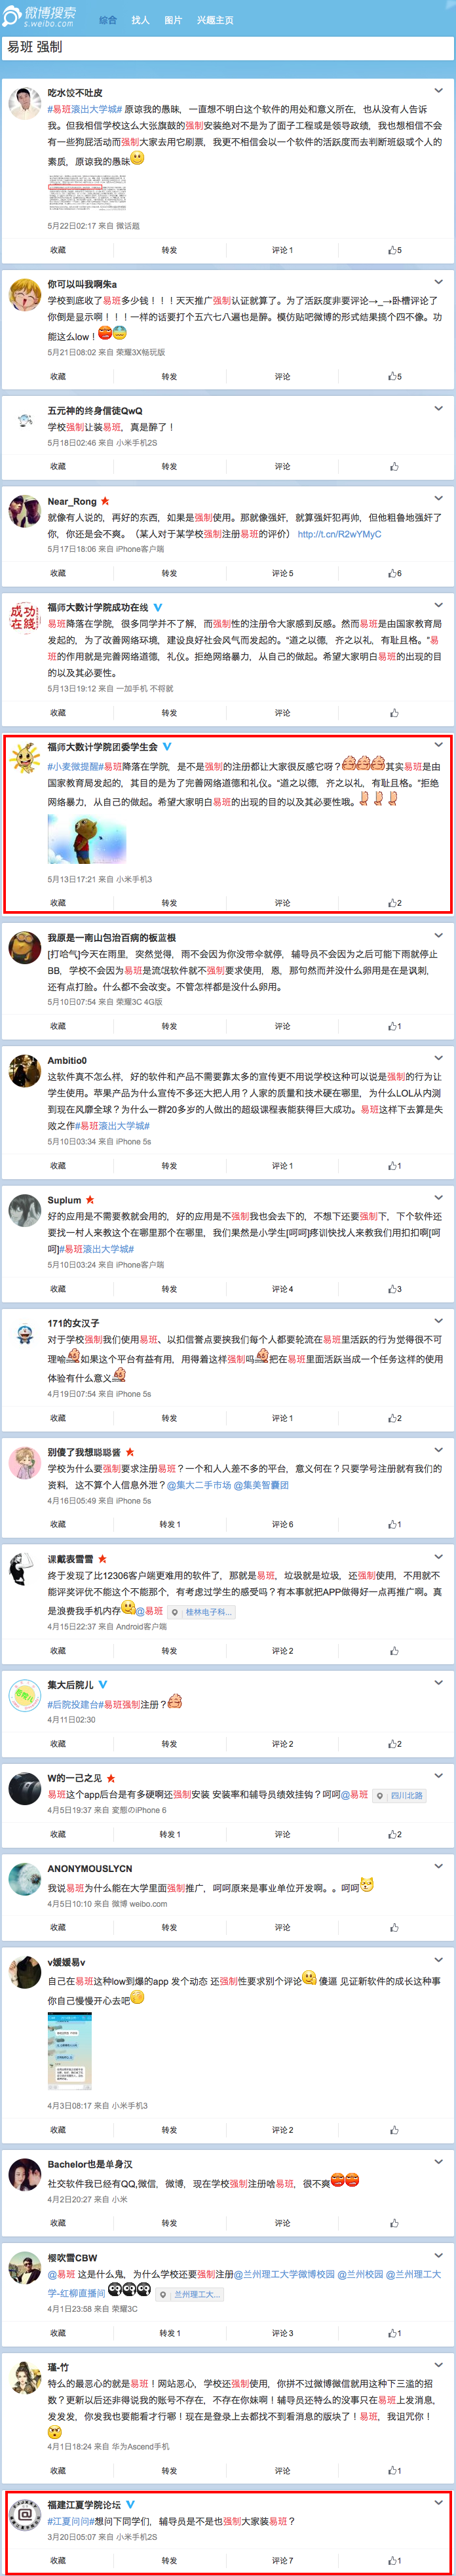 微博搜索
s.weibo.com
综合 找人 图片 兴趣主页
易班 强制
吃水饺不吐皮
#易班滚出大学城# 原谅我的愚昧，一直想不明白这个软件的用处和意义所在，也从没有人告诉
我。但我相信学校这么大张旗鼓的强制安装绝对不是为了面子工程或是领导政绩，我也想相信不会
有一些狗屁活动而强制大家去用它刷票，我更不相信会以一个软件的活跃度而去判断班级或个人的
素质，原谅我的愚昧
5月22日02:17 来自 微话题
收藏 转发 评论1 5
你可以叫我啊朱a
学校到底收了易班多少钱！！！天天推广强制认证就算了。为了活跃度非要评论→_→卧槽评论了
你倒是显示啊！！！一样的话要打个五六七八遍也是醉。模仿贴吧微博的形式结果搞个四不像。功
能这么low！
5月21日08:02 来自 荣耀3X畅玩版
收藏 转发 评论 5
五元神的终身信徒QwQ
学校强制让装易班，真是醉了！
5月18日02:46 来自 小米手机2S
收藏 转发 评论
Near_Rong
就像有人说的，再好的东西，如果是强制使用。那就像强奸，就算强奸犯再帅，但他粗鲁地强奸了
你，你还是会不爽。（某人对于某学校强制注册易班的评价） http://t.cn/R2wYMyC
5月17日18:06 来自 iPhone客户端
收藏 转发 评论5 6
福师大数计学院成功在线
易班降落在学院，很多同学并不了解，而强制性的注册令大家感到反感。然而易班是由国家教育局
发起的，为了改善网络环境，建设良好社会风气而发起的。“道之以德，齐之以礼，有耻且格。”易
班的作用就是完善网络道德，礼仪。拒绝网络暴力，从自己的做起。希望大家明白易班的出现的目
的以及其必要性。
5月13日19:12 来自 一加手机 不将就
收藏 转发 评论
福师大数计学院团委学生会
#小麦微提醒#易班降落在学院，是不是强制的注册都让大家很反感它呀？其实易班是由
国家教育局发起的，其目的是为了完善网络道德和礼仪。“道之以德，齐之以礼，有耻且格。”拒绝
网络暴力，从自己的做起。希望大家明白易班的出现的目的以及其必要性哦。
5月13日17:21 来自 小米手机3
收藏 转发 评论 2
我原是一南山包治百病的板蓝根
[打哈气]今天在雨里，突然觉得，雨不会因为你没带伞就停，辅导员不会因为之后可能下雨就停止
BB，学校不会因为易班是流氓软件就不强制要求使用，恩，那句然而并没什么卵用是在是讽刺，
还有点打脸。什么都不会改变。不管怎样都是没什么卵用。
5月10日07:54 来自 荣耀3C 4G版
收藏 转发 评论 1
Ambitio0
这软件真不怎么样，好的软件和产品不需要靠太多的宣传更不用说学校这种可以说是强制的行为让
学生使用。苹果产品为什么宣传不多还大把人用？人家的质量和技术硬在哪里，为什么LOL从内测
到现在风靡全球？为什么一群20多岁的人做出的超级课程表能获得巨大成功。易班这样下去算是失
败之作#易班滚出大学城#
5月10日03:34 来自 iPhone 5s
收藏 转发 评论1 1
Suplum
好的应用是不需要教就会用的，好的应用是不强制我也会去下的，不想下还要强制下，下个软件还
要找一村人来教这个在哪里那个在哪里，我们果然是小学生[呵呵]疼训快找人来教我们用扣扣啊[呵
呵]#易班滚出大学城#
5月10日03:24 来自 iPhone客户端
收藏 转发 评论4 3
171的女汉子
对于学校强制我们使用易班、以扣信誉点要挟我们每个人都要轮流在易班里活跃的行为觉得很不可
理喻如果这个平台有益有用，用得着这样强制吗把在易班里面活跃当成一个任务这样的使用
体验有什么意义
4月19日07:54 来自 iPhone 5s
收藏 转发 评论1 2
别傻了我想聪聪酱
学校为什么要强制要求注册易班？一个和人人差不多的平台，意义何在？只要学号注册就有我们的
资料，这不算个人信息外泄？@集大二手市场 @集美智囊团
4月16日05:49 来自 iPhone 5s
收藏 转发1 评论6 1
课戴表雪雪
终于发现了比12306客户端更难用的软件了，那就是易班，垃圾就是垃圾，还强制使用，不用就不
能评奖评优不能这个不能那个，有考虑过学生的感受吗？有本事就把APP做得好一点再推广啊。真
是浪费我手机内存@易班 桂林电子科...
4月15日22:37 来自 Android客户端
收藏 转发 评论2
集大后院儿
#后院投建台#易班强制注册？
4月11日02:30
收藏 转发 评论2 2
W的一己之见
易班这个app后台是有多硬啊还强制安装 安装率和辅导员绩效挂钩？呵呵@易班 四川北路
4月5日19:37 来自 变態のiPhone 6
收藏 转发1 评论 2
ANONYMOUSLYCN
我说易班为什么能在大学里面强制推广，呵呵原来是事业单位开发啊。。呵呵
4月5日10:10 来自 微博 weibo.com
收藏 转发 评论
v媛媛易v
自己在易班这种low到爆的app 发个动态 还强制性要求别个评论 傻逼 见证新软件的成长这种事
你自己慢慢开心去吧
4月3日08:17 来自 小米手机3
收藏 转发 评论2
Bachelor也是单身汉
社交软件我已经有QQ,微信，微博，现在学校强制注册啥易班，很不爽
4月2日20:27 来自 小米
收藏 转发 评论
樱吹雪CBW
@易班 这是什么鬼，为什么学校还要强制注册@兰州理工大学微博校园 @兰州校园 @兰州理工大
学-红柳直播间 兰州理工大...
4月1日23:58 来自 荣耀3C
收藏 转发1 评论3 1
瑾-竹
特么的最恶心的就是易班！网站恶心，学校还强制使用，你拼不过微博微信就用这种下三滥的招
数？更新以后还非得说我的账号不存在，不存在你妹啊！辅导员还特么的没事只在易班上发消息，
发发发，你发我也要能看才行哪！现在是登录上去都找不到看消息的版块了！易班，我诅咒你！
4月1日18:24 来自 华为Ascend手机
收藏 转发 评论 1
福建江夏学院论坛
#江夏问问#想问下同学们，辅导员是不是也强制大家装易班？
3月20日05:07 来自 小米手机2S
收藏 转发 评论7 1